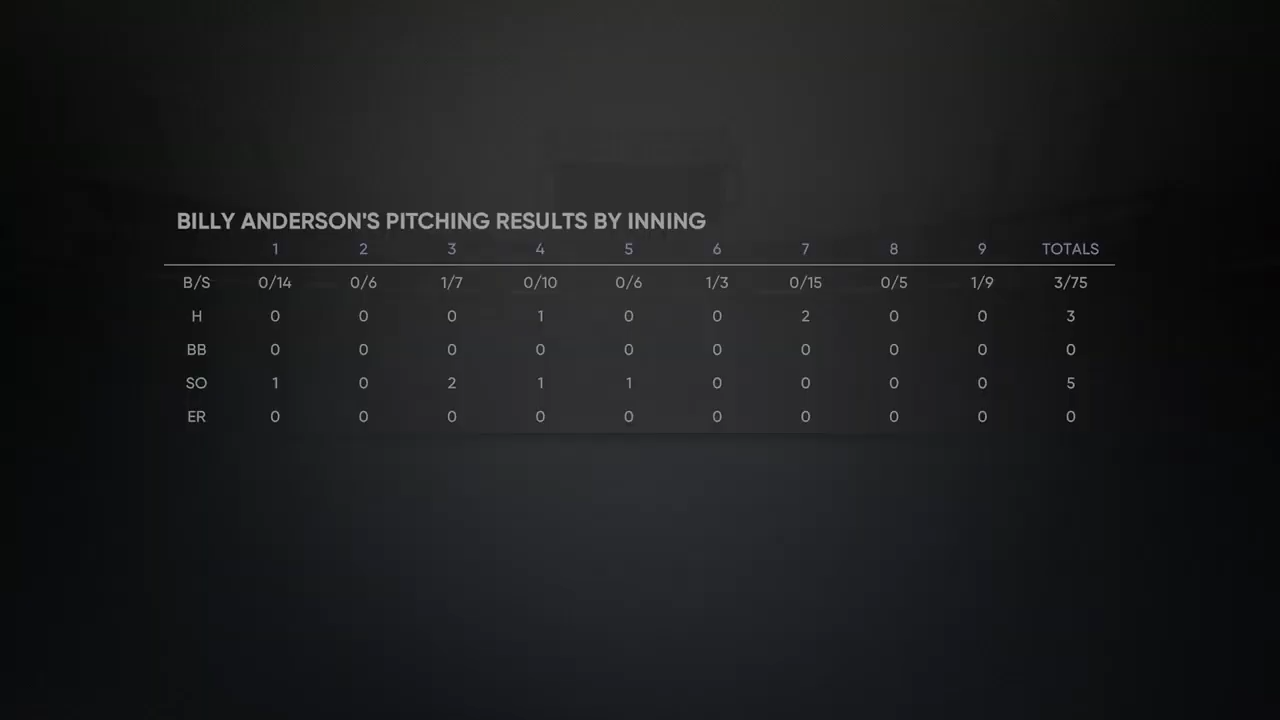 BILLY ANDERSON'S PITCHING RESULTS BY INNING
1 2 3 4 5 6 7 8 9 TOTALS
B/S 0/14 0/6 1/7 0/10 0/6 1/3 0/15 0/5 1/9 3/75
H 0 0 0 1 0 0 2 0 0 3
BB 0 0 0 0 0 0 0 0 0 0
SO 1 0 2 1 1 0 0 0 0 5
ER 0 0 0 0 0 0 0 0 0 0